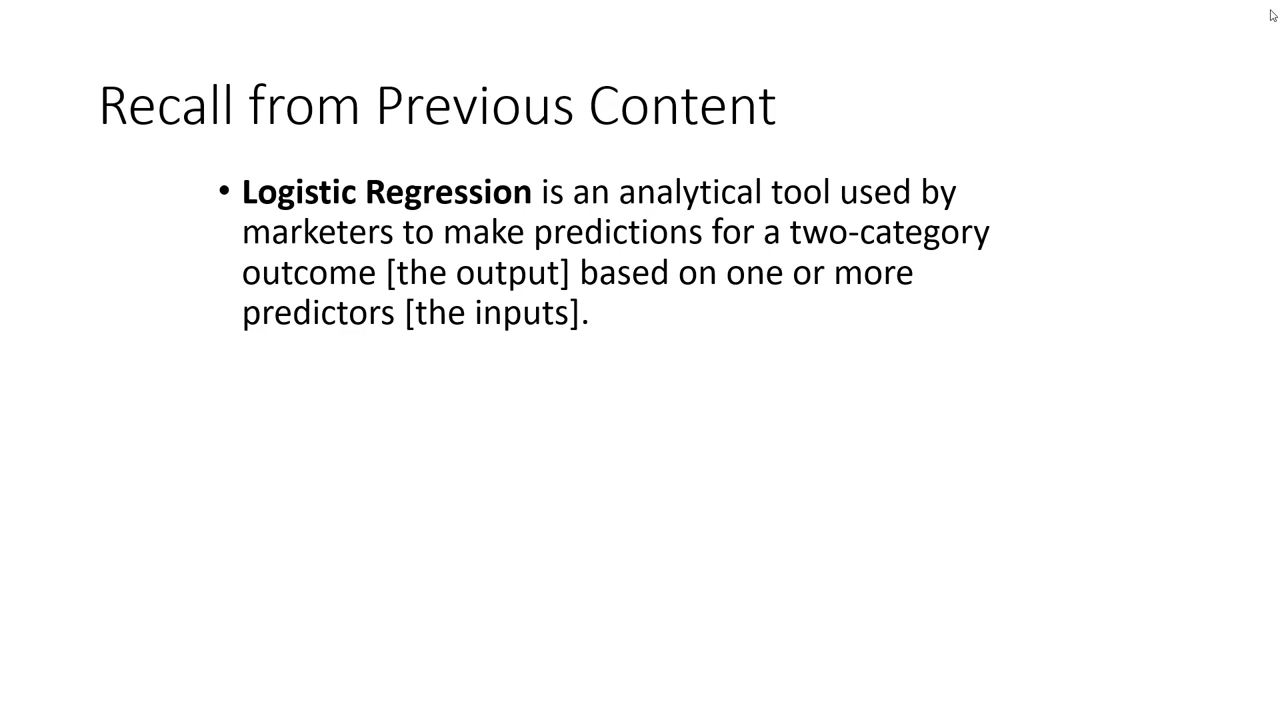 Recall from Previous Content
• Logistic Regression is an analytical tool used by
marketers to make predictions for a two-category
outcome [the output] based on one or more
predictors [the inputs].